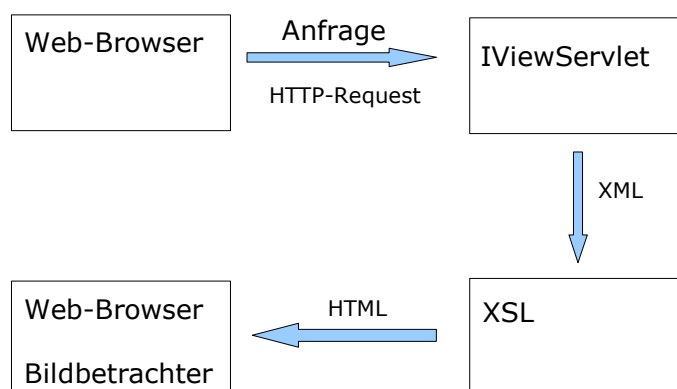 Web-Browser
Anfrage
HTTP-Request
IViewServlet
XML
Web-Browser
Bildbetrachter
HTML
XSL